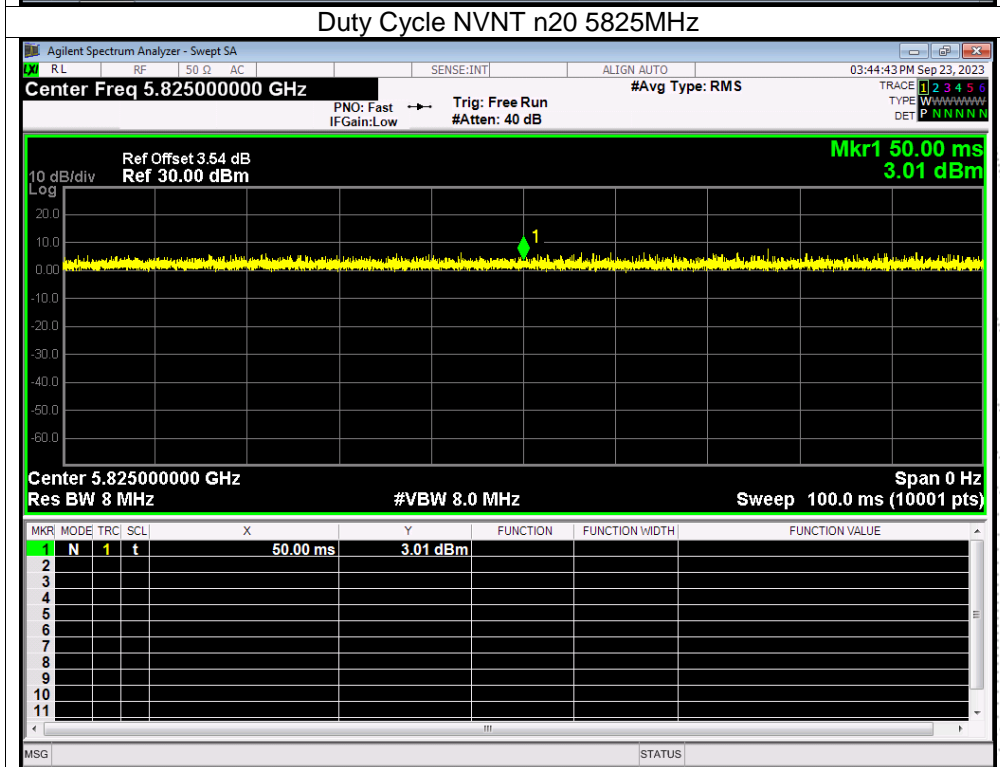 Duty Cycle NVNT n20 5825MHz
Agilent Spectrum Analyzer - Swept SA
LXI RL RF 50 Ω AC SENSE:INT ALIGN AUTO 03:44:43 PM Sep 23, 2023
Center Freq 5.825000000 GHz #Avg Type: RMS TRACE 1 2 3 4 5 6
PNO: Fast Trig: Free Run TYPE WWWWWW
IFGain:Low #Atten: 40 dB DET P N N N N N
Mkr1 50.00 ms
Ref Offset 3.54 dB
10 dB/div Ref 30.00 dBm 3.01 dBm
Log
20.0
10.0
1
0.00
-10.0
-20.0
-30.0
-40.0
-50.0
-60.0
Center 5.825000000 GHz Span 0 Hz
Res BW 8 MHz #VBW 8.0 MHz Sweep 100.0 ms (10001 pts)
MKR MODE TRC SCL X Y FUNCTION FUNCTION WIDTH FUNCTION VALUE
1 N 1 t 50.00 ms 3.01 dBm
2
3
4
5
6
7
8
9
10
11
MSG STATUS